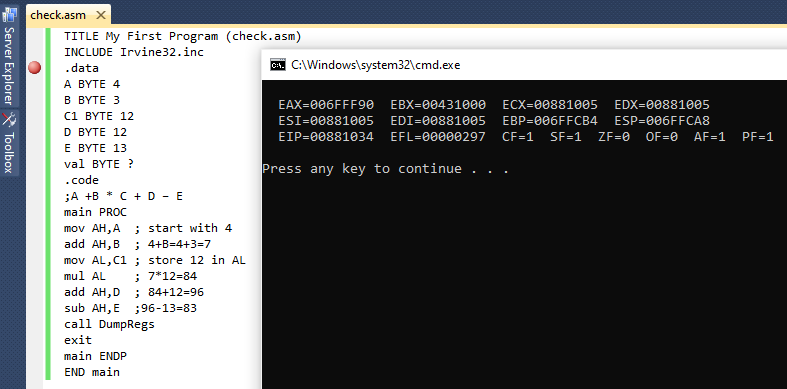 check.asm ×
Server Explorer
Toolbox
TITLE My First Program (check.asm)
INCLUDE Irvine32.inc
.data
A BYTE 4
B BYTE 3
C1 BYTE 12
D BYTE 12
E BYTE 13
val BYTE ?
.code
;A +B * C + D - E
main PROC
mov AH,A  ; start with 4
add AH,B  ; 4+B=4+3=7
mov AL,C1 ; store 12 in AL
mul AL    ; 7*12=84
add AH,D  ; 84+12=96
sub AH,E  ;96-13=83
call DumpRegs
exit
main ENDP
END main
C:\Windows\system32\cmd.exe
EAX=006FFF90  EBX=00431000  ECX=00881005  EDX=00881005
ESI=00881005  EDI=00881005  EBP=006FFCB4  ESP=006FFCA8
EIP=00881034  EFL=00000297  CF=1  SF=1  ZF=0  OF=0  AF=1  PF=1
Press any key to continue . . .